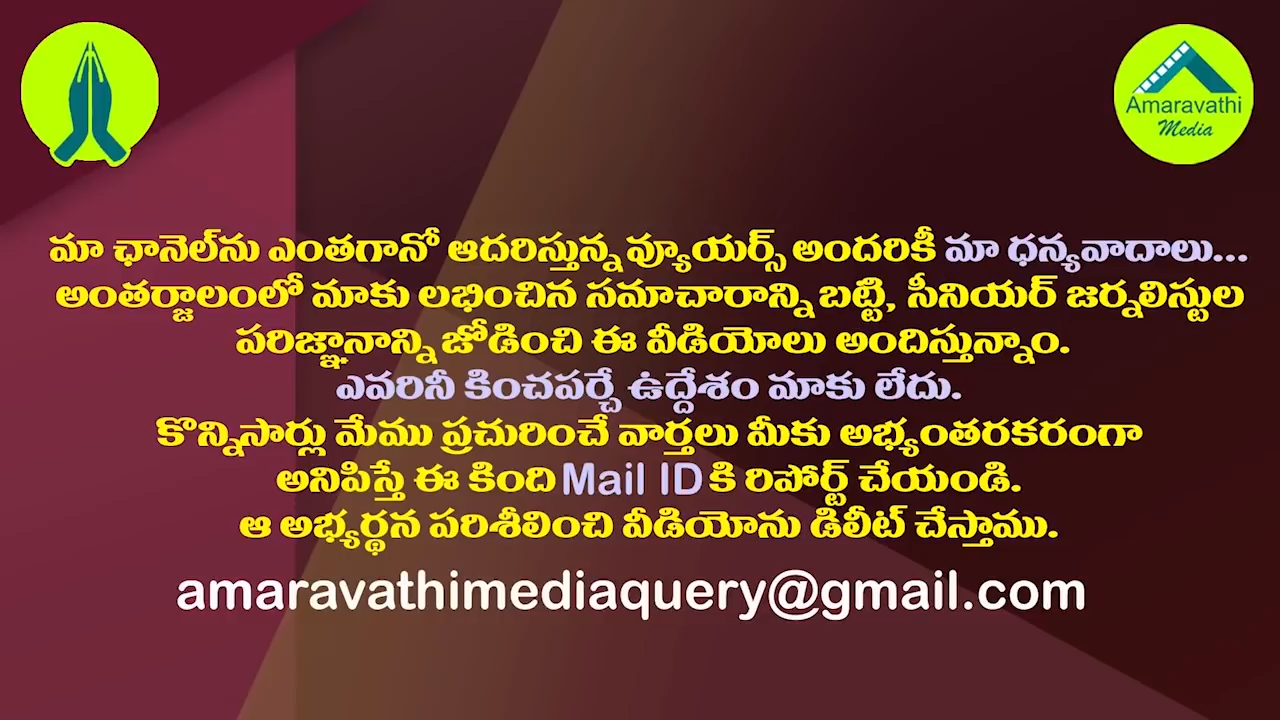 Amaravathi
Media
మా ఛానెల్‌ను ఎంతగానో ఆదరిస్తున్న వ్యూయర్స్ అందరికీ మా ధన్యవాదాలు...
అంతర్జాలంలో మాకు లభించిన సమాచారాన్ని బట్టి, సీనియర్ జర్నలిస్టుల
పరిజ్ఞానాన్ని జోడించి ఈ వీడియోలు అందిస్తున్నాం.
ఎవరినీ కించపర్చే ఉద్దేశం మాకు లేదు.
కొన్నిసార్లు మేము ప్రచురించే వార్తలు మీకు అభ్యంతరకరంగా
అనిపిస్తే ఈ కింది Mail ID కి రిపోర్ట్ చేయండి.
ఆ అభ్యర్థన పరిశీలించి వీడియోను డిలీట్ చేస్తాము.
amaravathimediaquery@gmail.com